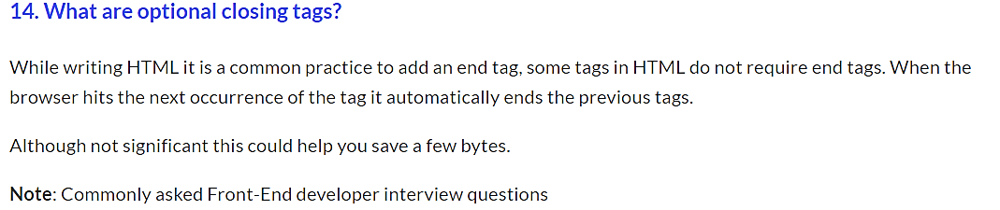 14. What are optional closing tags?
While writing HTML it is a common practice to add an end tag, some tags in HTML do not require end tags. When the
browser hits the next occurrence of the tag it automatically ends the previous tags.
Although not significant this could help you save a few bytes.
Note: Commonly asked Front-End developer interview questions